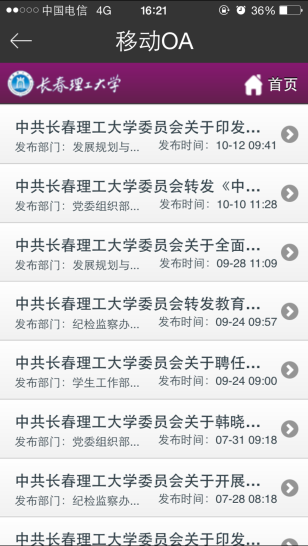 中国电信 4G 16:21 36%
移动OA
长春理工大学 首页
中共长春理工大学委员会关于印发...
发布部门：发展规划与... 发布时间：10-12 09:41
中共长春理工大学委员会转发《中...
发布部门：党委组织部... 发布时间：10-10 11:28
中共长春理工大学委员会关于全面...
发布部门：发展规划与... 发布时间：09-28 11:09
中共长春理工大学委员会转发教育...
发布部门：纪检监察办... 发布时间：09-24 09:57
中共长春理工大学委员会关于聘任...
发布部门：学生工作部... 发布时间：09-24 09:00
中共长春理工大学委员会关于韩晓...
发布部门：党委组织部... 发布时间：07-31 09:18
中共长春理工大学委员会关于开展...
发布部门：纪检监察办... 发布时间：07-28 08:18
中共长春理工大学委员会关于印发...